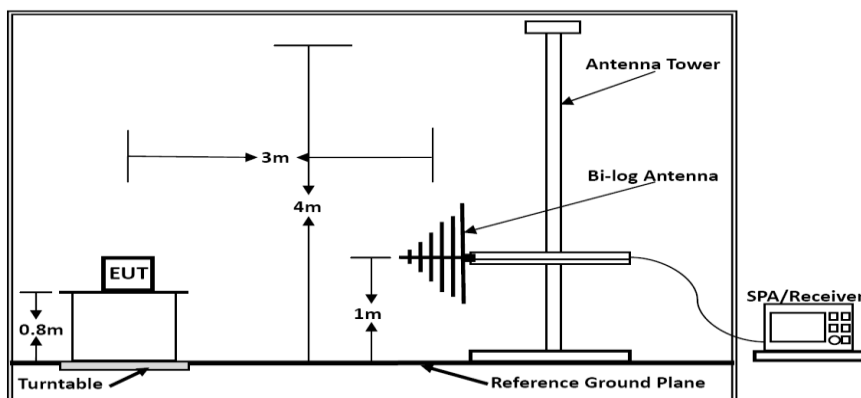 Antenna Tower
3m
Bi-log Antenna
4m
EUT
SPA/Receiver
0.8m
1m
Turntable
Reference Ground Plane